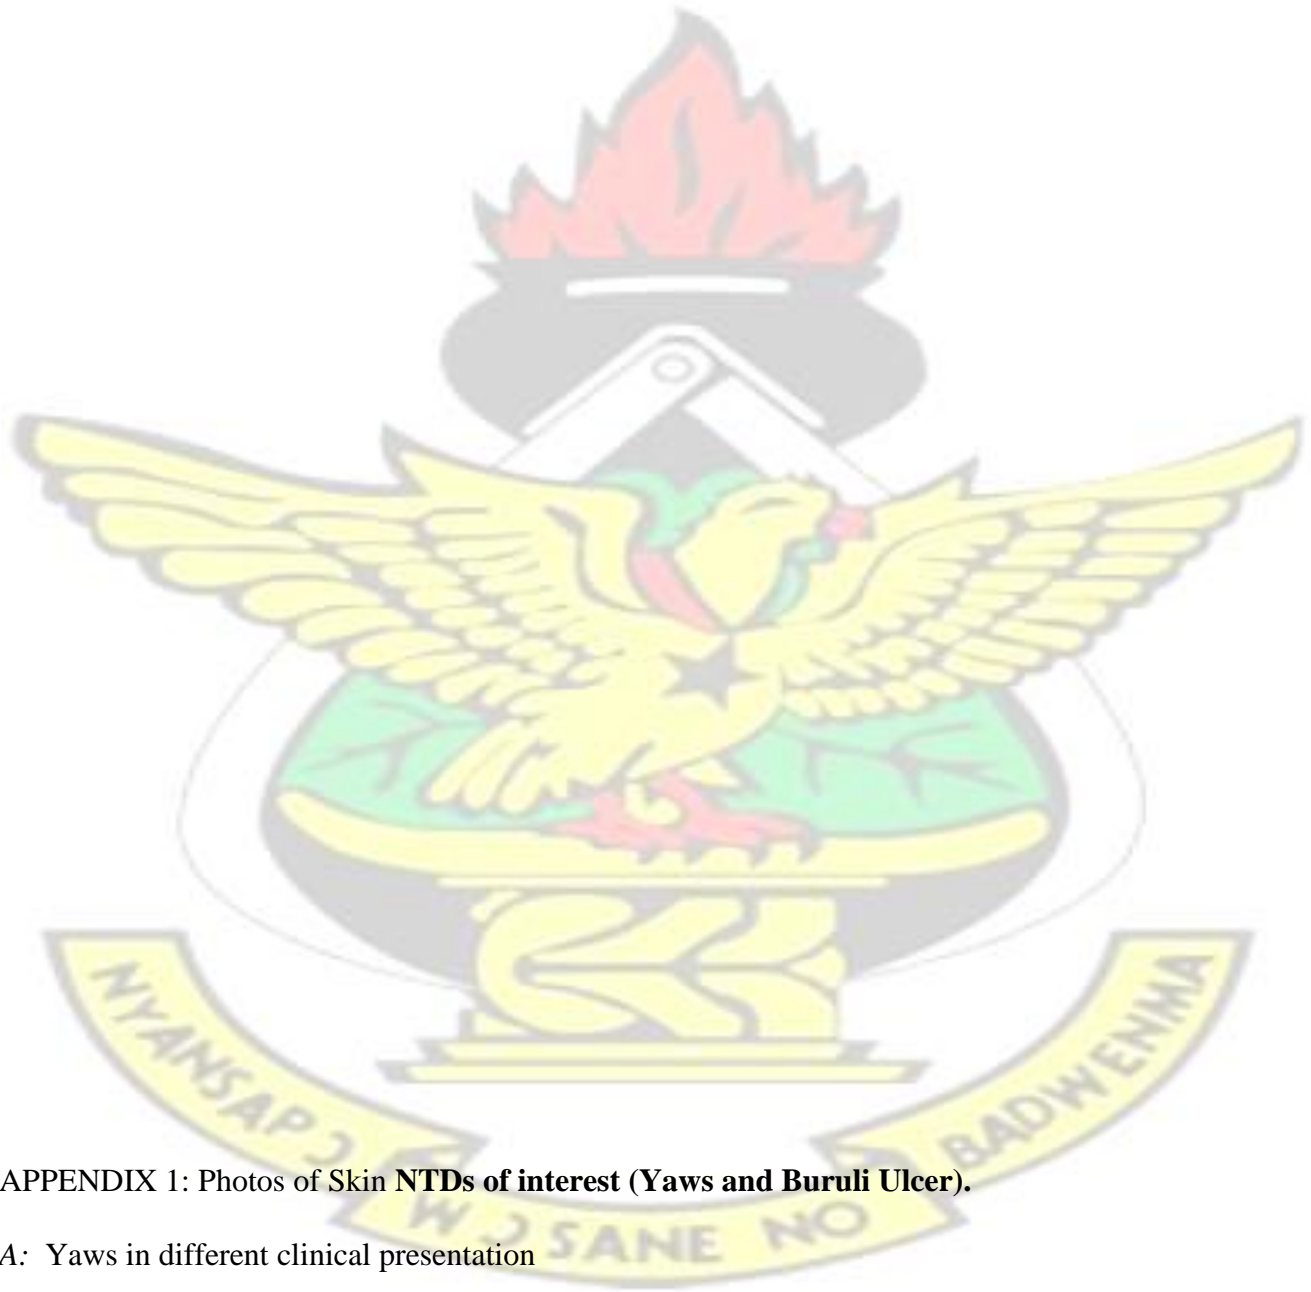 NYANSAPƆ
BADWENMA
APPENDIX 1: Photos of Skin NTDs of interest (Yaws and Buruli Ulcer).
WƆSANE NO
A: Yaws in different clinical presentation